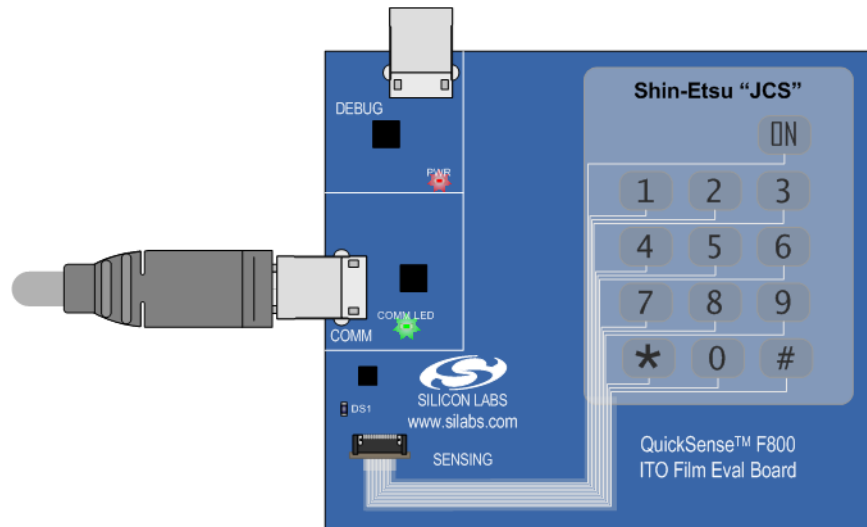 DEBUG
PWR
COMM LED
COMM
DS1
SILICON LABS
www.silabs.com
SENSING
Shin-Etsu “JCS”
ON
1 2 3
4 5 6
7 8 9
* 0 #
QuickSense™ F800
ITO Film Eval Board